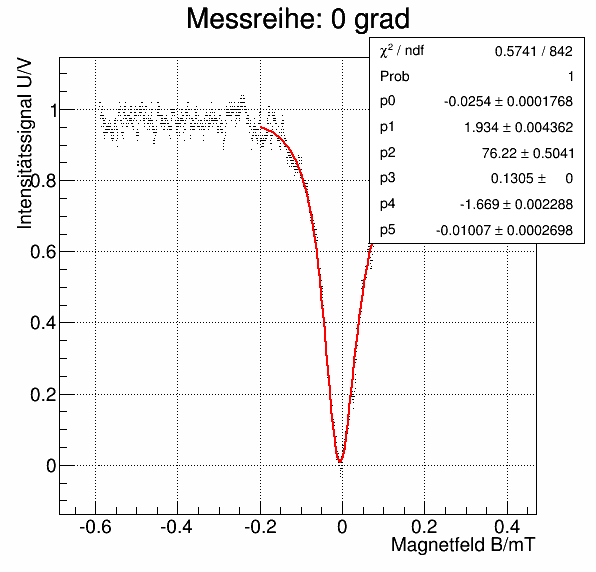 Messreihe: 0 grad
χ² / ndf 0.5741 / 842
Prob 1
p0 -0.0254 ± 0.0001768
p1 1.934 ± 0.004362
p2 76.22 ± 0.5041
p3 0.1305 ± 0
p4 -1.669 ± 0.002288
p5 -0.01007 ± 0.0002698
Intensitätssignal U/V
1
0.8
0.6
0.4
0.2
0
-0.6 -0.4 -0.2 0 0.2 0.4
Magnetfeld B/mT